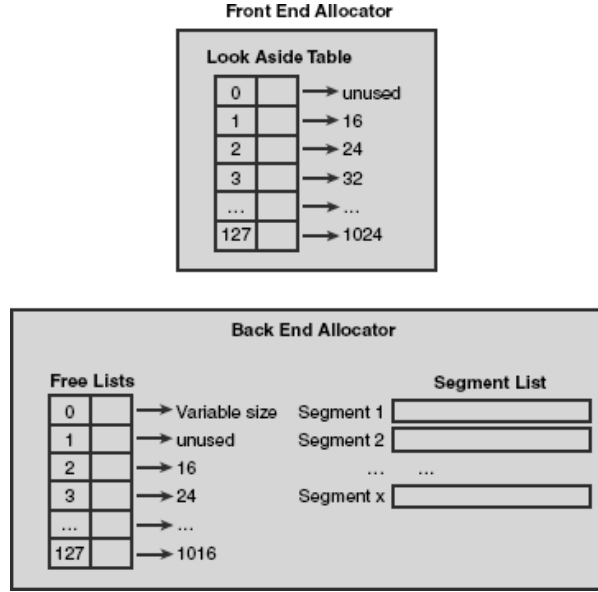 Front End Allocator
Look Aside Table
0 unused
1 16
2 24
3 32
... ...
127 1024
Back End Allocator
Free Lists
Segment List
0 Variable size Segment 1
1 unused Segment 2
2 16 ... ...
3 24 Segment x
... ...
127 1016